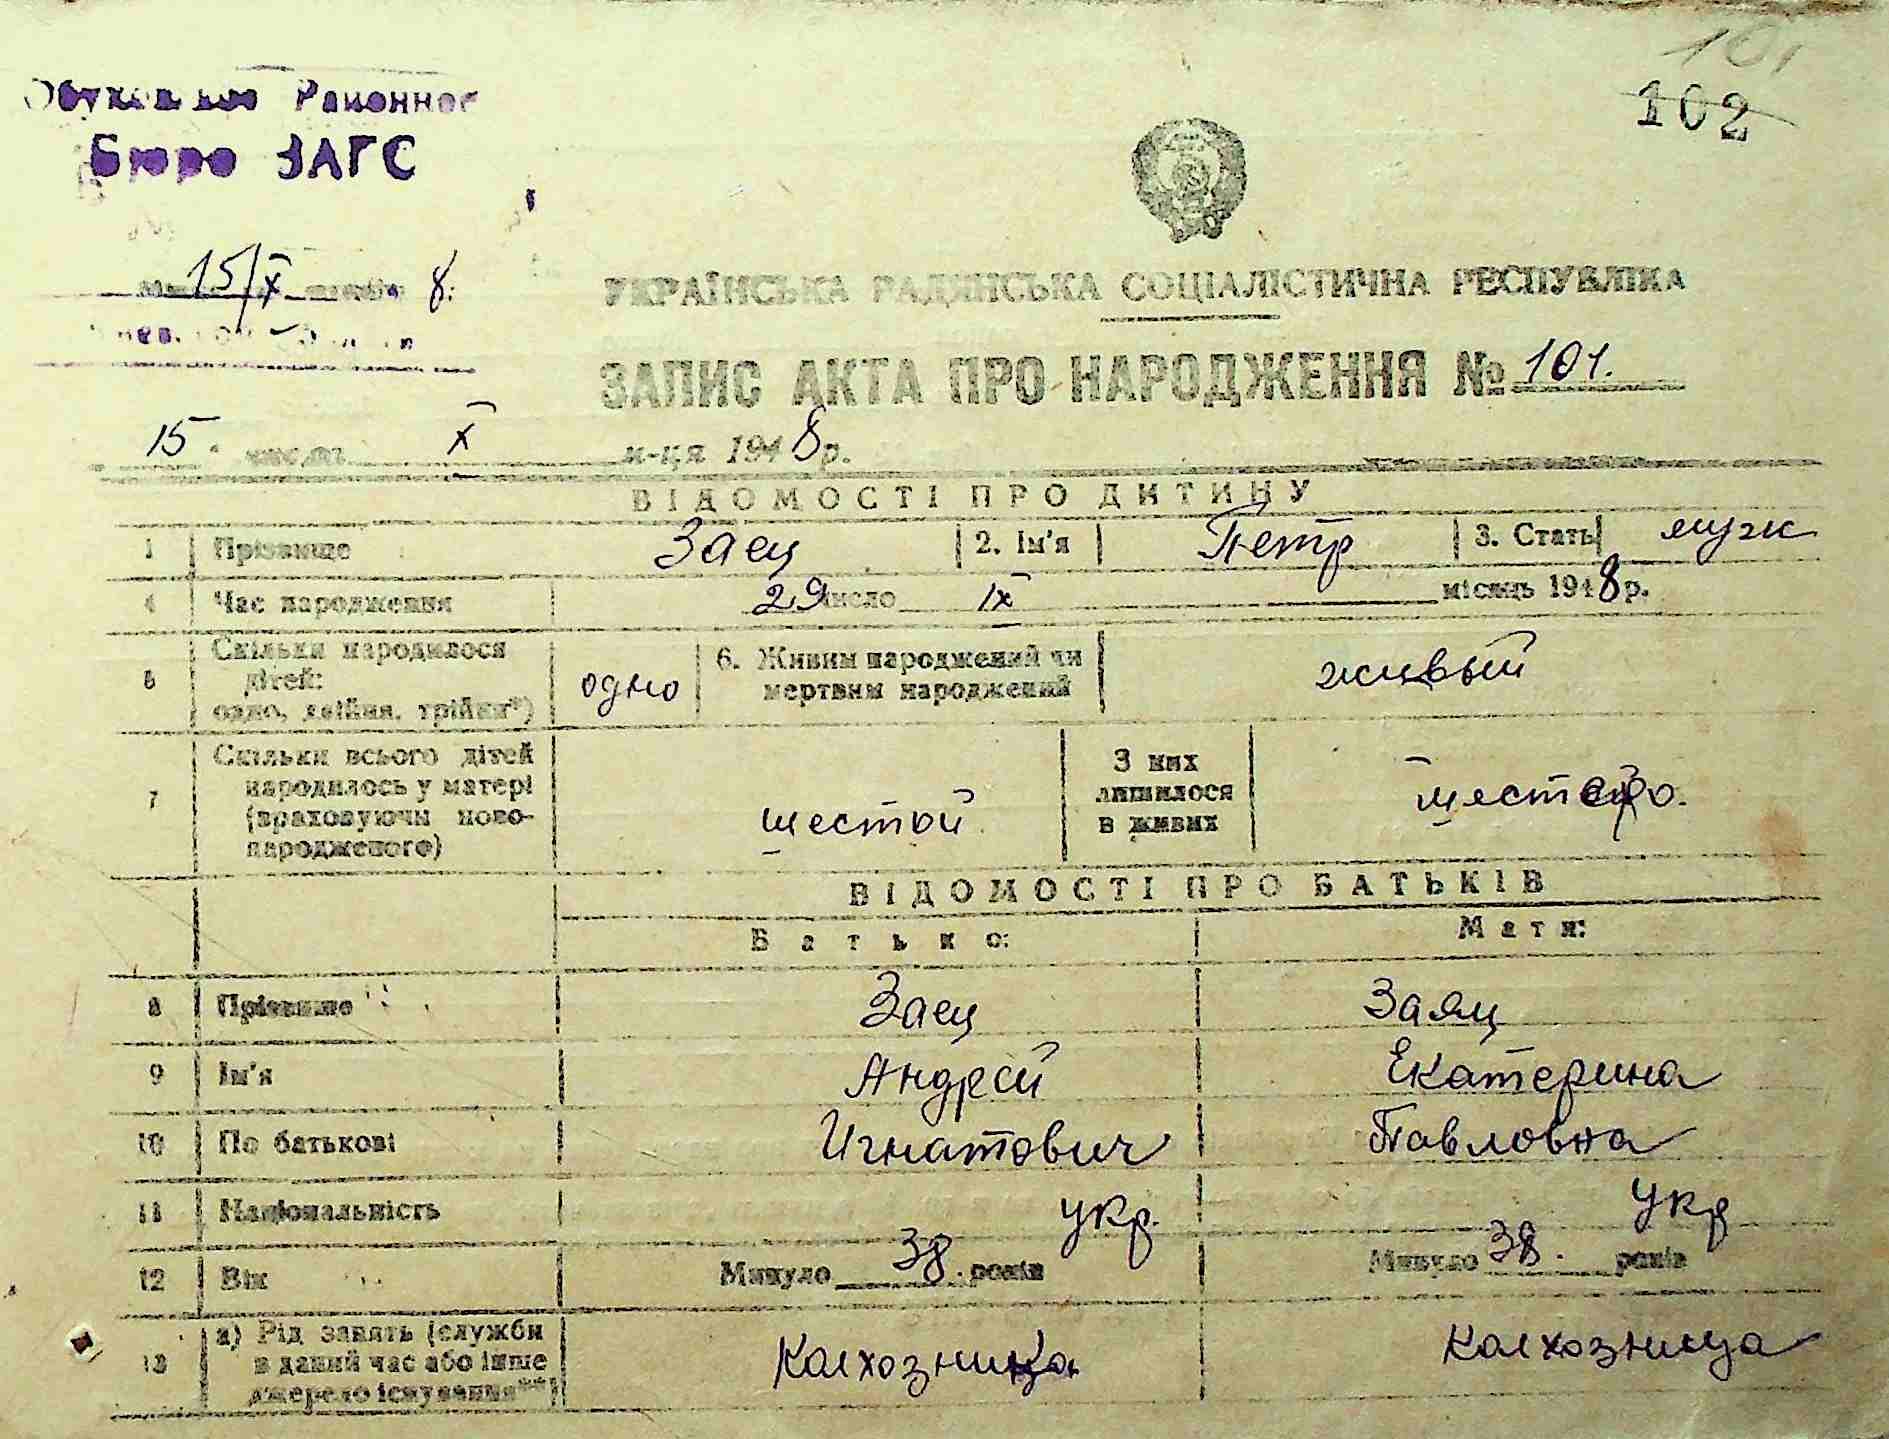 101
102
Районное
Бюро ЗАГС
15/X 8.
УКРАЇНСЬКА РАДЯНСЬКА СОЦІАЛІСТИЧНА РЕСПУБЛІКА
ЗАПИС АКТА ПРО НАРОДЖЕННЯ № 101.
15 число X м-ця 1948 р.
ВІДОМОСТІ ПРО ДИТИНУ
1 Прізвище Заец 2. Ім'я Петр 3. Стать муж
4 Час народження 29 число IX місяць 1948 р.
5 Скільки народилося дітей: одно, двійня, трійня*) одно 6. Живим народжений чи мертвим народжений живый
7 Скільки всього дітей народилось у матері (враховуючи новонародженого) шестой З них лишилося в живих шестеро.
ВІДОМОСТІ ПРО БАТЬКІВ
Батько: Мати:
8 Прізвище Заец Заяц
9 Ім'я Андрей Екатерина
10 По батькові Игнатович Павловна
11 Національність укр. укр
12 Вік Минуло 38. років Минуло 38. років
13 а) Рід занять (служби в даний час або інше джерело існування**) Колхозница